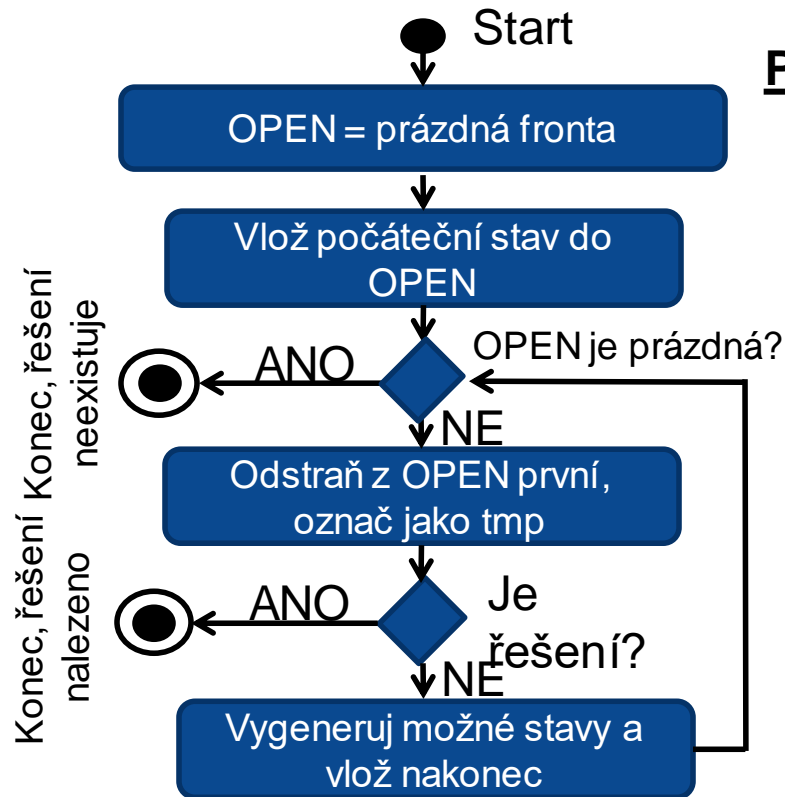 Start
P
OPEN = prázdná fronta
Vlož počáteční stav do
OPEN
OPEN je prázdná?
ANO
Konec, řešení
neexistuje
NE
Odstraň z OPEN první,
označ jako tmp
ANO
Konec, řešení
nalezeno
Je
řešení?
NE
Vygeneruj možné stavy a
vlož nakonec